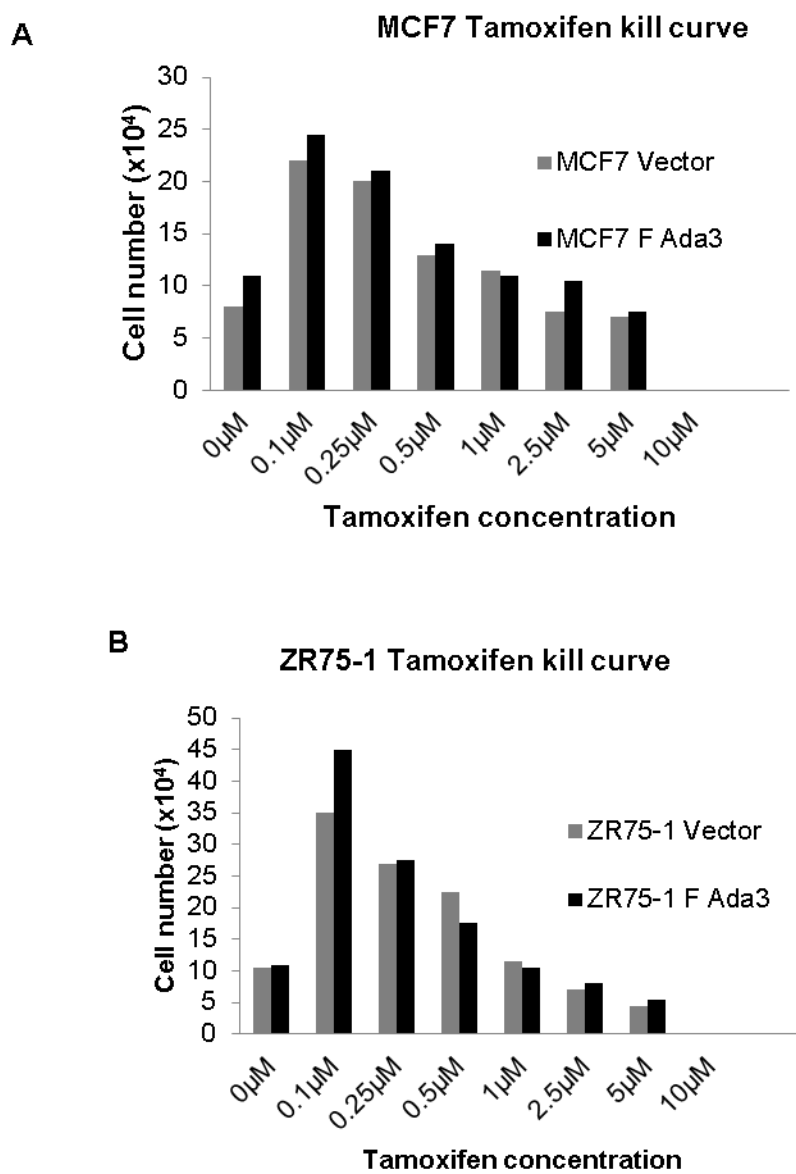 A
MCF7 Tamoxifen kill curve
Cell number (x10⁴)
30
25
20
15
10
5
0
MCF7 Vector
MCF7 F Ada3
0µM
0.1µM
0.25µM
0.5µM
1µM
2.5µM
5µM
10µM
Tamoxifen concentration
B
ZR75-1 Tamoxifen kill curve
Cell number (x10⁴)
50
45
40
35
30
25
20
15
10
5
0
ZR75-1 Vector
ZR75-1 F Ada3
0µM
0.1µM
0.25µM
0.5µM
1µM
2.5µM
5µM
10µM
Tamoxifen concentration